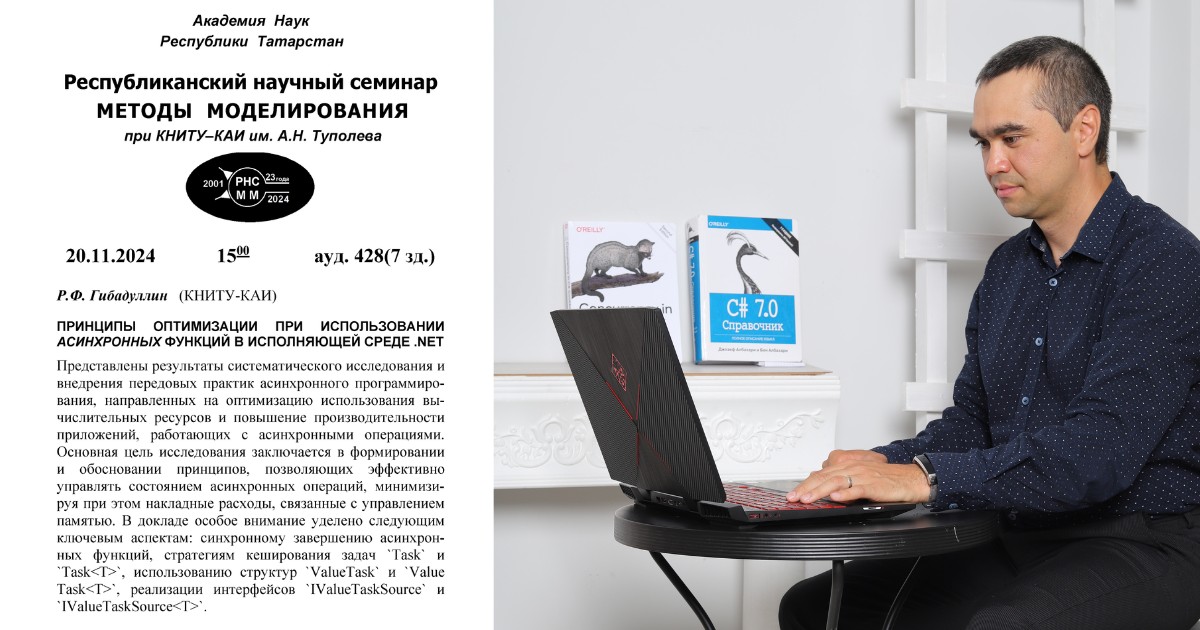 Академия Наук
Республики Татарстан
Республиканский научный семинар
МЕТОДЫ МОДЕЛИРОВАНИЯ
при КНИТУ–КАИ им. А.Н. Туполева
2001 РНС 23 года
ММ 2024
20.11.2024 15⁰⁰ ауд. 428(7 зд.)
Р.Ф. Гибадуллин (КНИТУ-КАИ)
ПРИНЦИПЫ ОПТИМИЗАЦИИ ПРИ ИСПОЛЬЗОВАНИИ
АСИНХРОННЫХ ФУНКЦИЙ В ИСПОЛНЯЮЩЕЙ СРЕДЕ .NET
Представлены результаты систематического исследования и
внедрения передовых практик асинхронного программиро-
вания, направленных на оптимизацию использования вы-
числительных ресурсов и повышение производительности
приложений, работающих с асинхронными операциями.
Основная цель исследования заключается в формировании
и обосновании принципов, позволяющих эффективно
управлять состоянием асинхронных операций, минимизи-
руя при этом накладные расходы, связанные с управлением
памятью. В докладе особое внимание уделено следующим
ключевым аспектам: синхронному завершению асинхрон-
ных функций, стратегиям кеширования задач `Task` и
`Task<T>`, использованию структур `ValueTask` и `Value
Task<T>`, реализации интерфейсов `IValueTaskSource` и
`IValueTaskSource<T>`.
O'REILLY
O'REILLY
C# 7.0
C# 7.0
Справочник